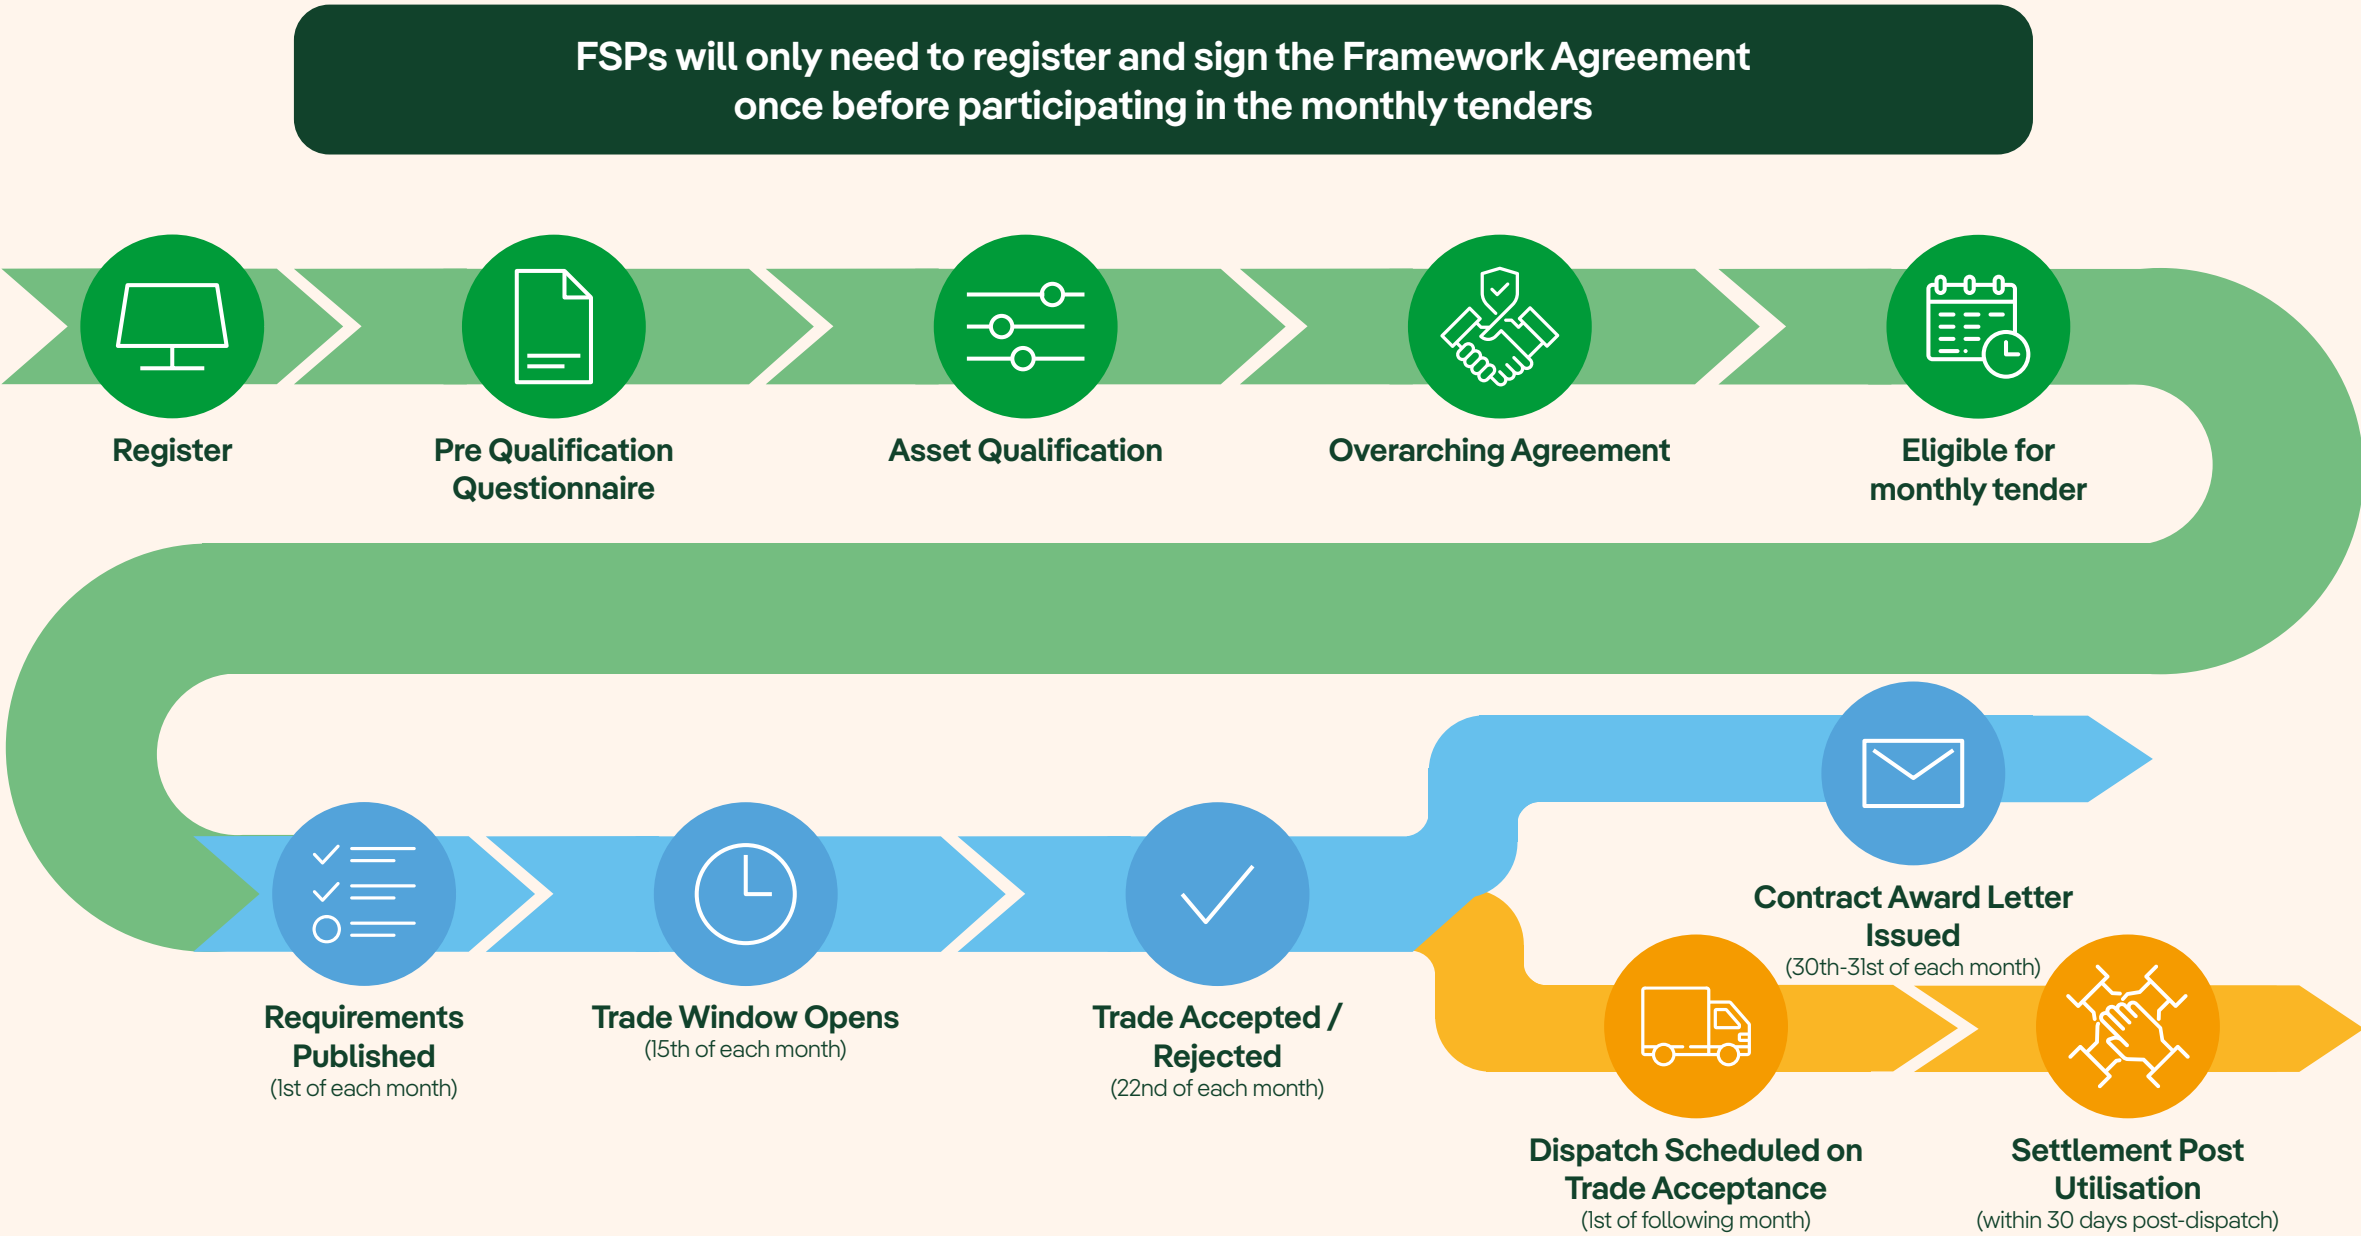 FSPs will only need to register and sign the Framework Agreement
once before participating in the monthly tenders
Register
Pre Qualification
Questionnaire
Asset Qualification
Overarching Agreement
Eligible for
monthly tender
Requirements
Published
(1st of each month)
Trade Window Opens
(15th of each month)
Trade Accepted /
Rejected
(22nd of each month)
Contract Award Letter
Issued
(30th-31st of each month)
Dispatch Scheduled on
Trade Acceptance
(1st of following month)
Settlement Post
Utilisation
(within 30 days post-dispatch)